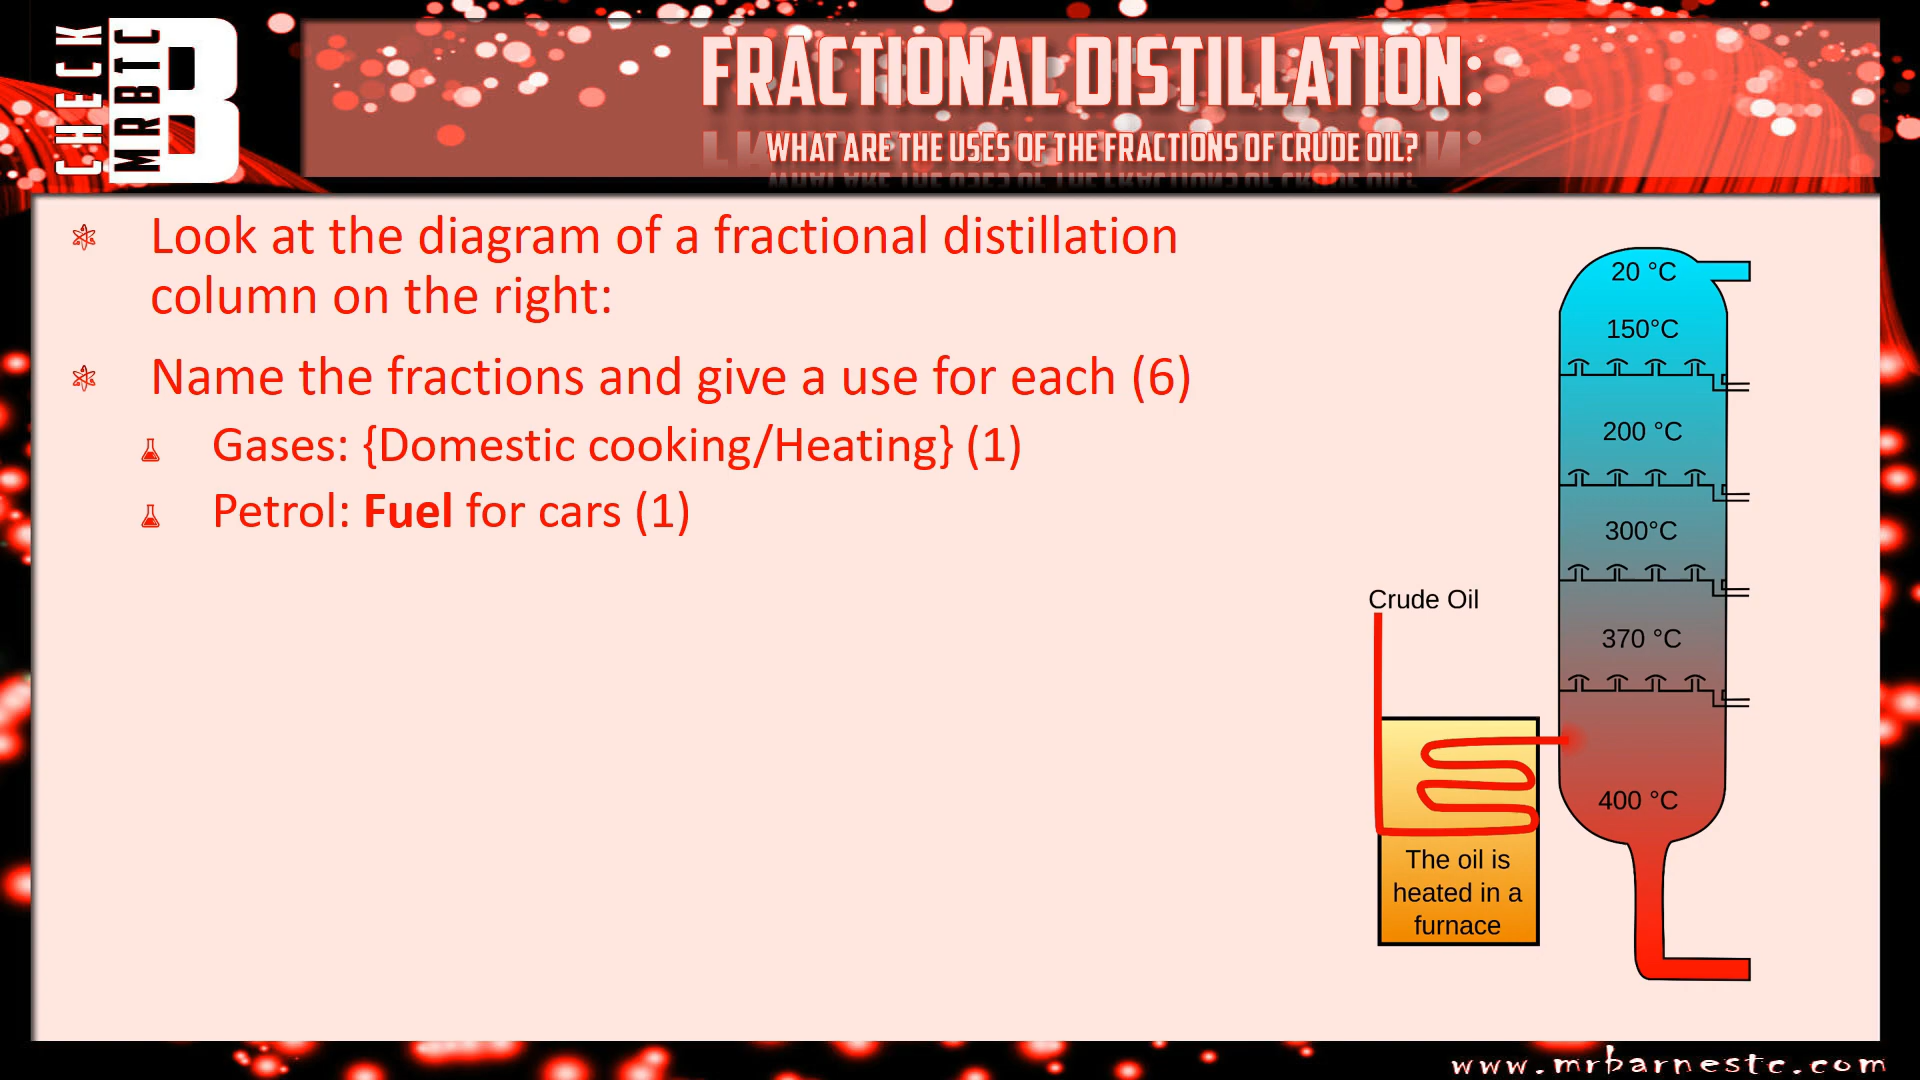 CHECK
MRBTC
B
FRACTIONAL DISTILLATION:
WHAT ARE THE USES OF THE FRACTIONS OF CRUDE OIL?
Look at the diagram of a fractional distillation
column on the right:
Name the fractions and give a use for each (6)
Gases: {Domestic cooking/Heating} (1)
Petrol: Fuel for cars (1)
20 °C
150°C
200 °C
300°C
370 °C
400 °C
Crude Oil
The oil is
heated in a
furnace
www.mrbarnestc.com